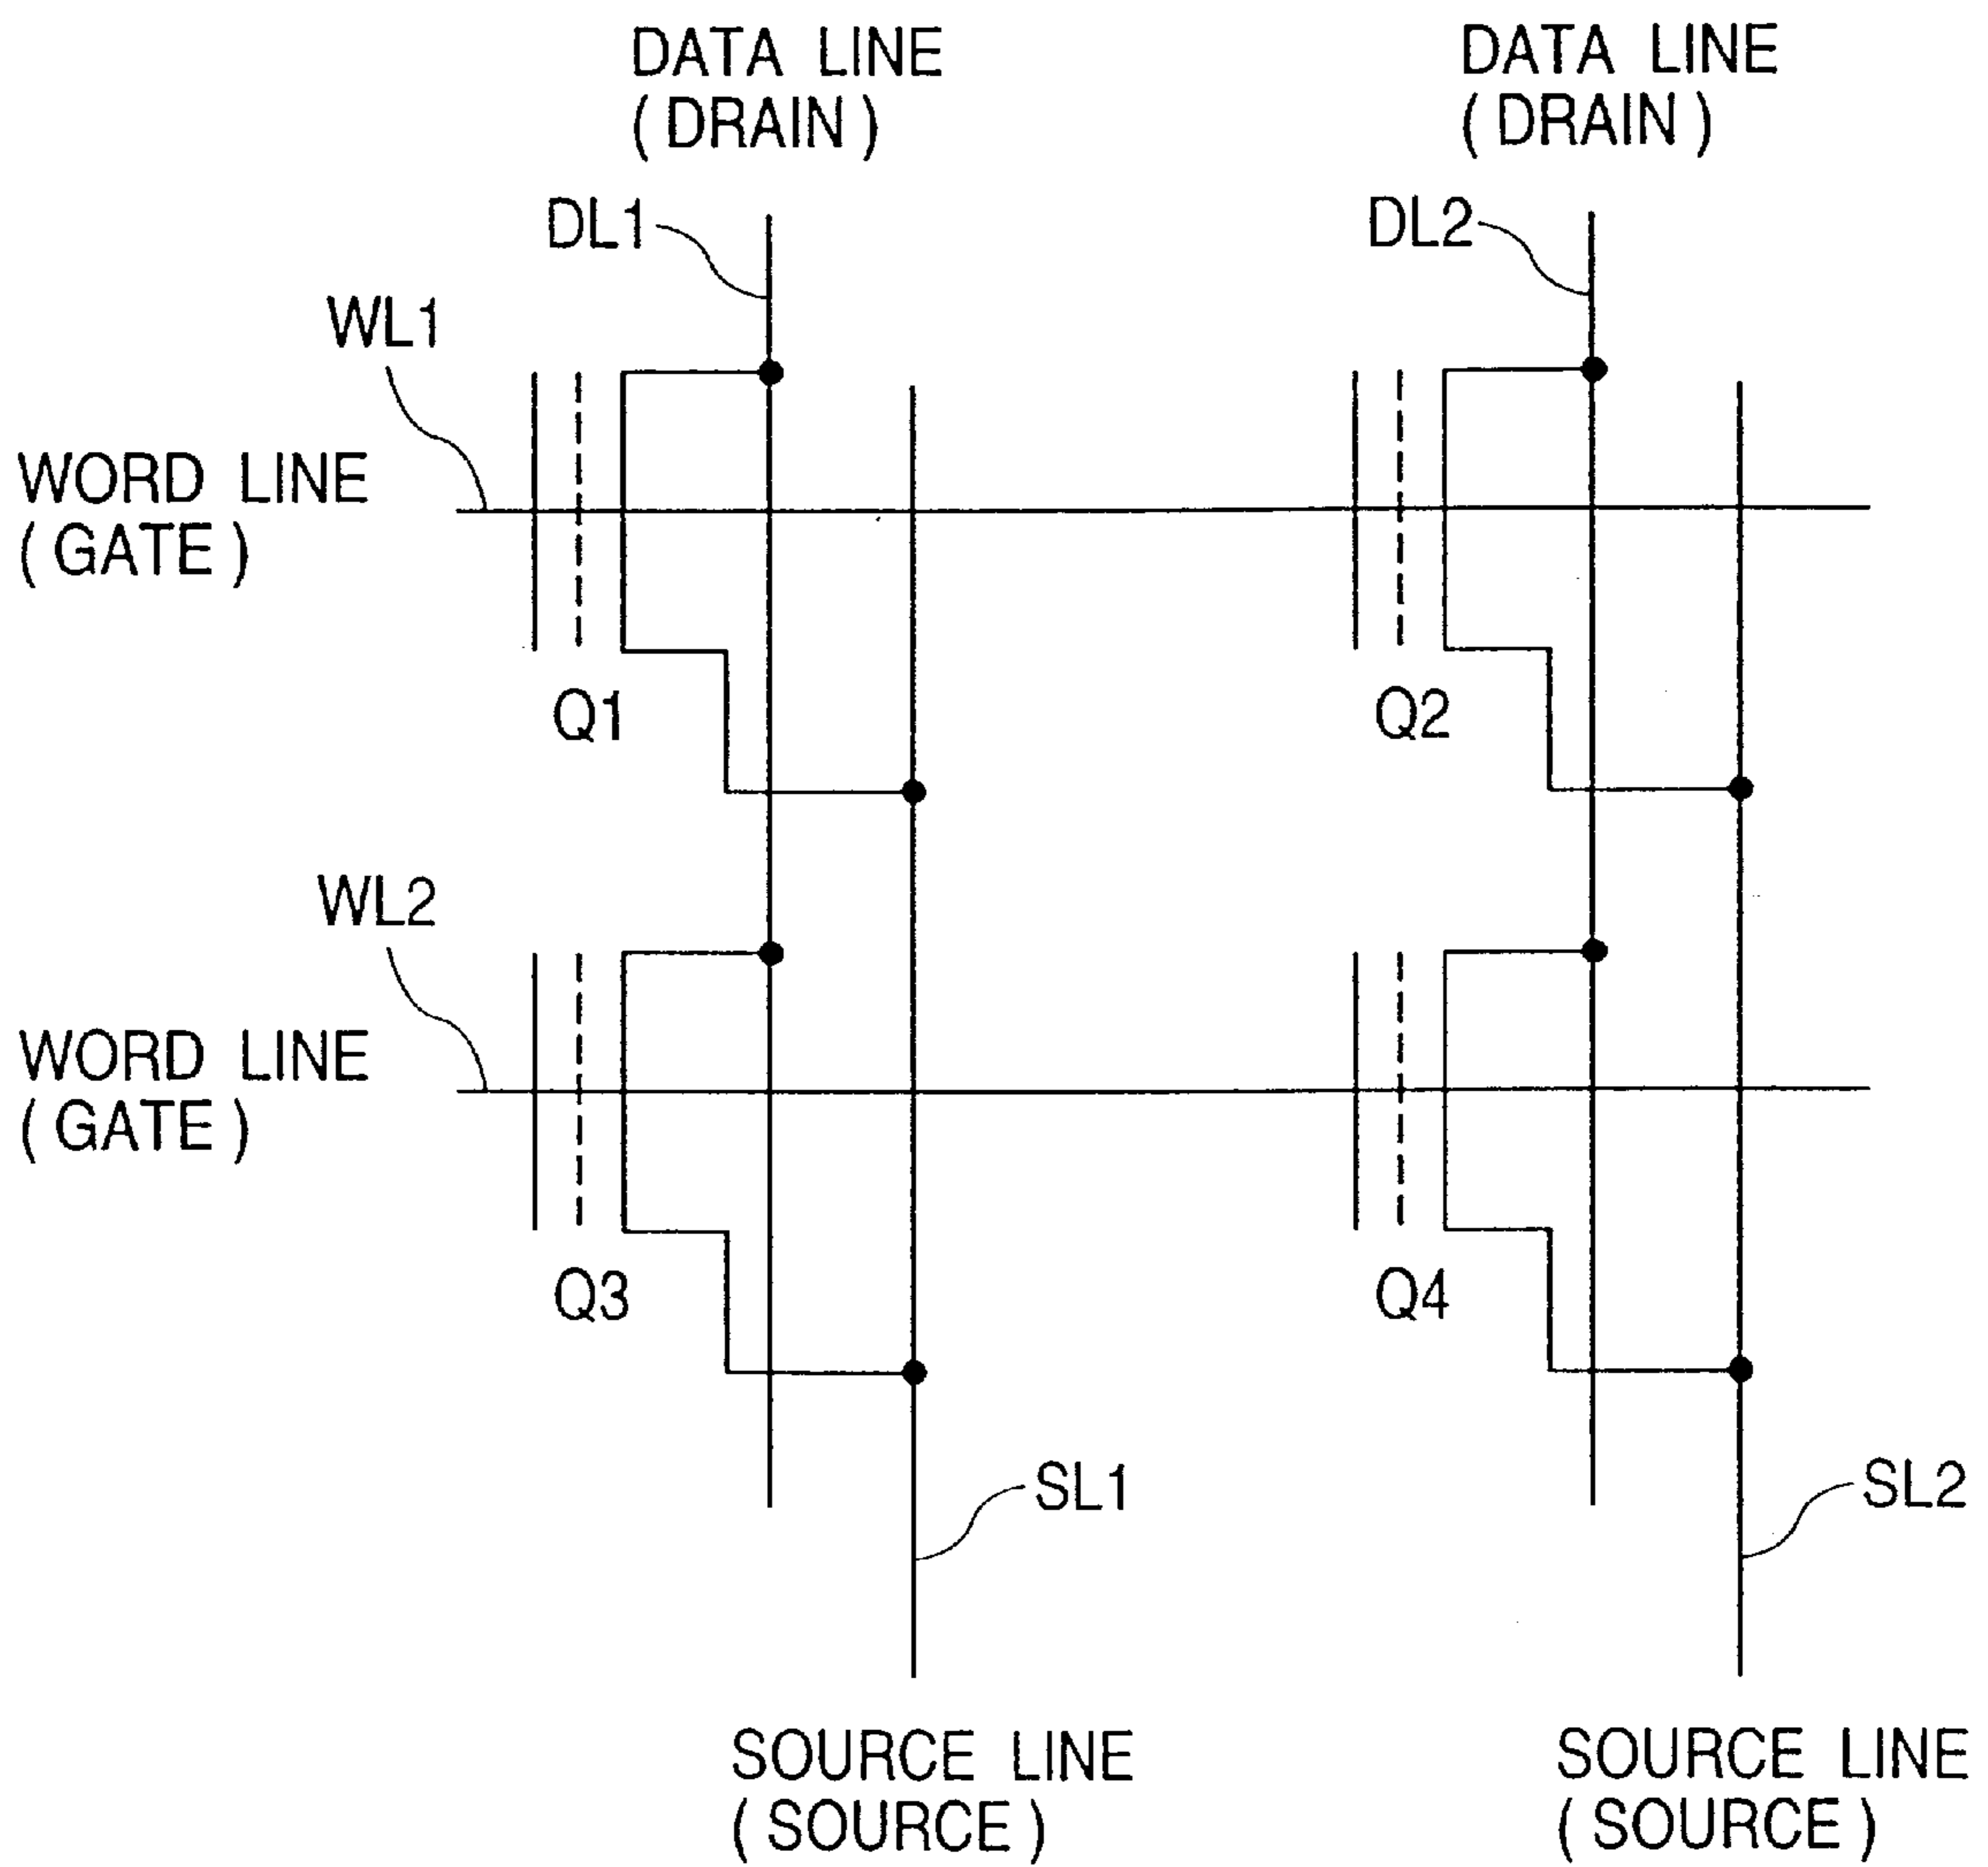 DATA LINE
( DRAIN )
DATA LINE
( DRAIN )
DL1
DL2
WL1
WORD LINE
( GATE )
Q1
Q2
WL2
WORD LINE
( GATE )
Q3
Q4
SL1
SL2
SOURCE LINE
( SOURCE )
SOURCE LINE
( SOURCE )